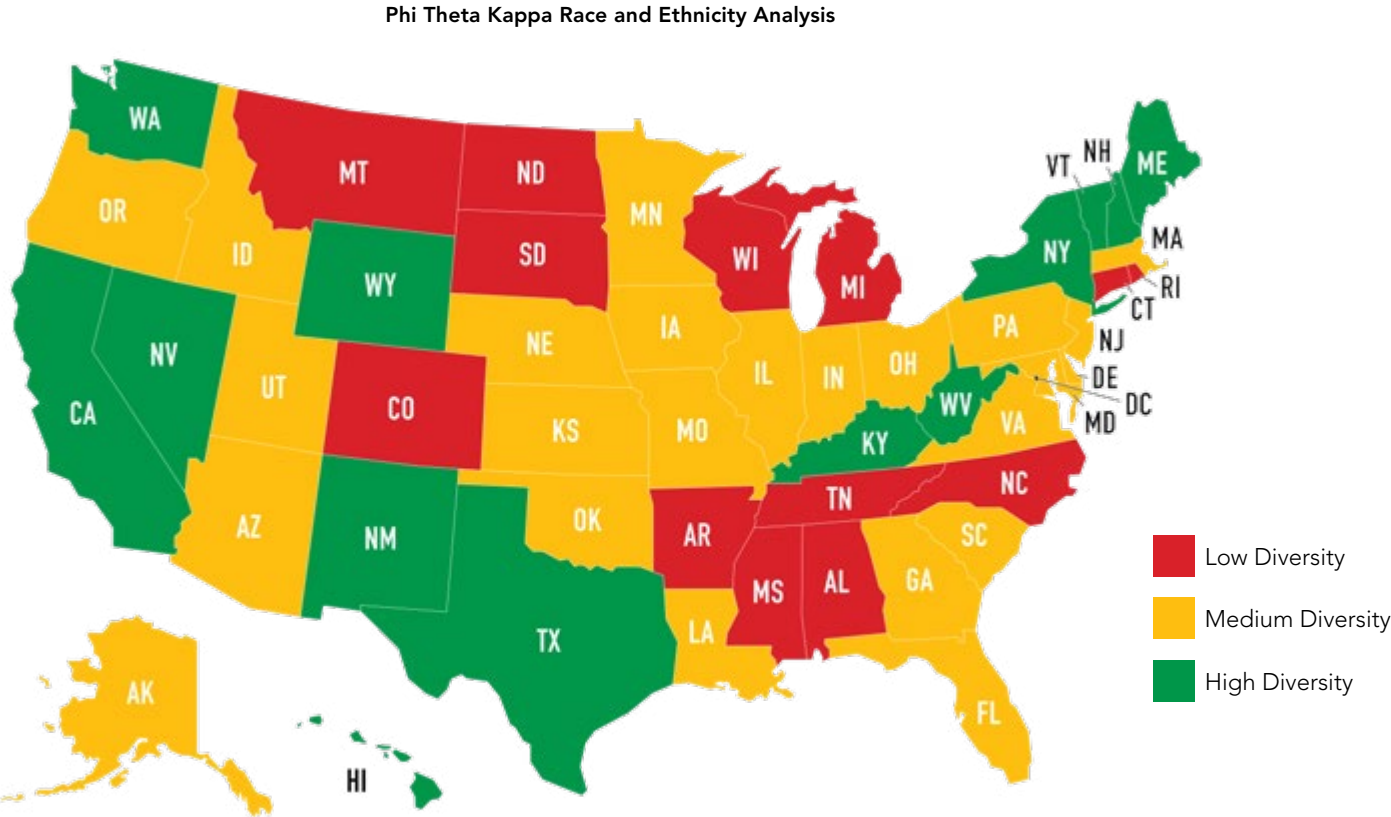 Phi Theta Kappa Race and Ethnicity Analysis
WA
MT
ND
OR
ID
MN
SD
WI
WY
MI
VT
NH
ME
NY
MA
RI
CT
NV
UT
CO
NE
IA
PA
NJ
CA
KS
MO
IL
IN
OH
DE
DC
MD
WV
VA
KY
AZ
NM
OK
AR
TN
NC
SC
TX
LA
MS
AL
GA
FL
AK
HI
Low Diversity
Medium Diversity
High Diversity